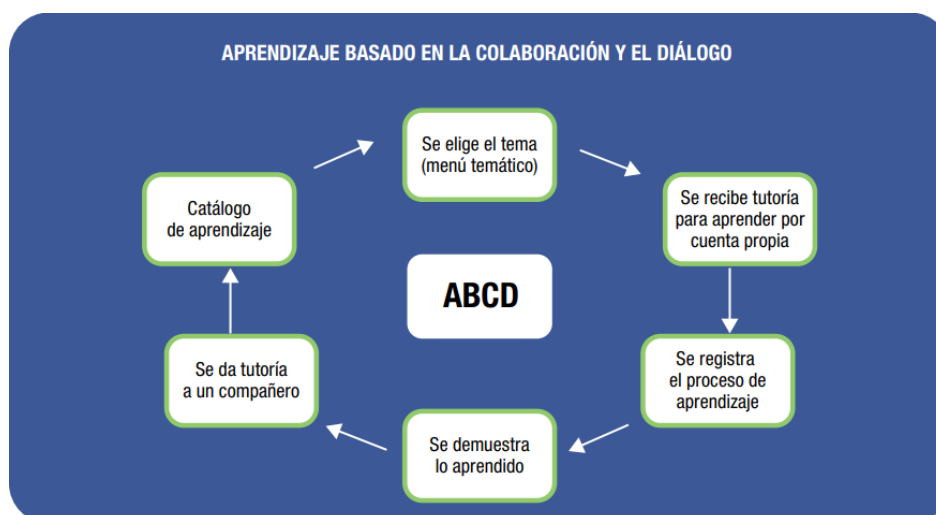 APRENDIZAJE BASADO EN LA COLABORACIÓN Y EL DIÁLOGO
Se elige el tema
(menú temático)
Se recibe tutoría
para aprender por
cuenta propia
Se registra
el proceso de
aprendizaje
Se demuestra
lo aprendido
Se da tutoría
a un compañero
Catálogo
de aprendizaje
ABCD